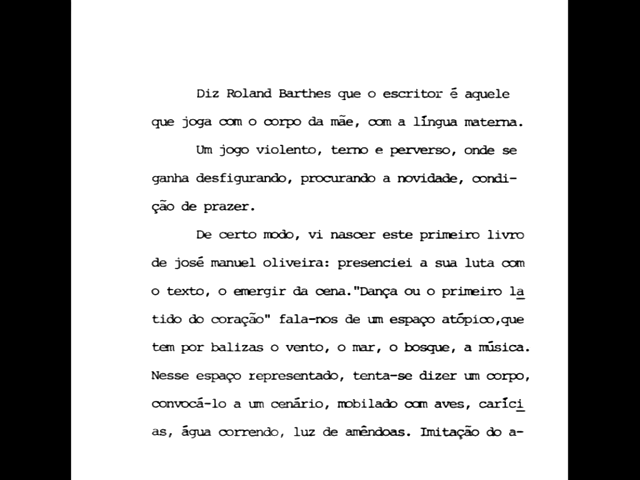 Diz Roland Barthes que o escritor é aquele
que joga com o corpo da mãe, com a língua materna.
Um jogo violento, terno e perverso, onde se
ganha desfigurando, procurando a novidade, condi-
ção de prazer.
De certo modo, vi nascer este primeiro livro
de josé manuel oliveira: presenciei a sua luta com
o texto, o emergir da cena."Dança ou o primeiro la
tido do coração" fala-nos de um espaço atópico,que
tem por balizas o vento, o mar, o bosque, a música.
Nesse espaço representado, tenta-se dizer um corpo,
convocá-lo a um cenário, mobilado com aves, caríci
as, água correndo, luz de amêndoas. Imitação do a-